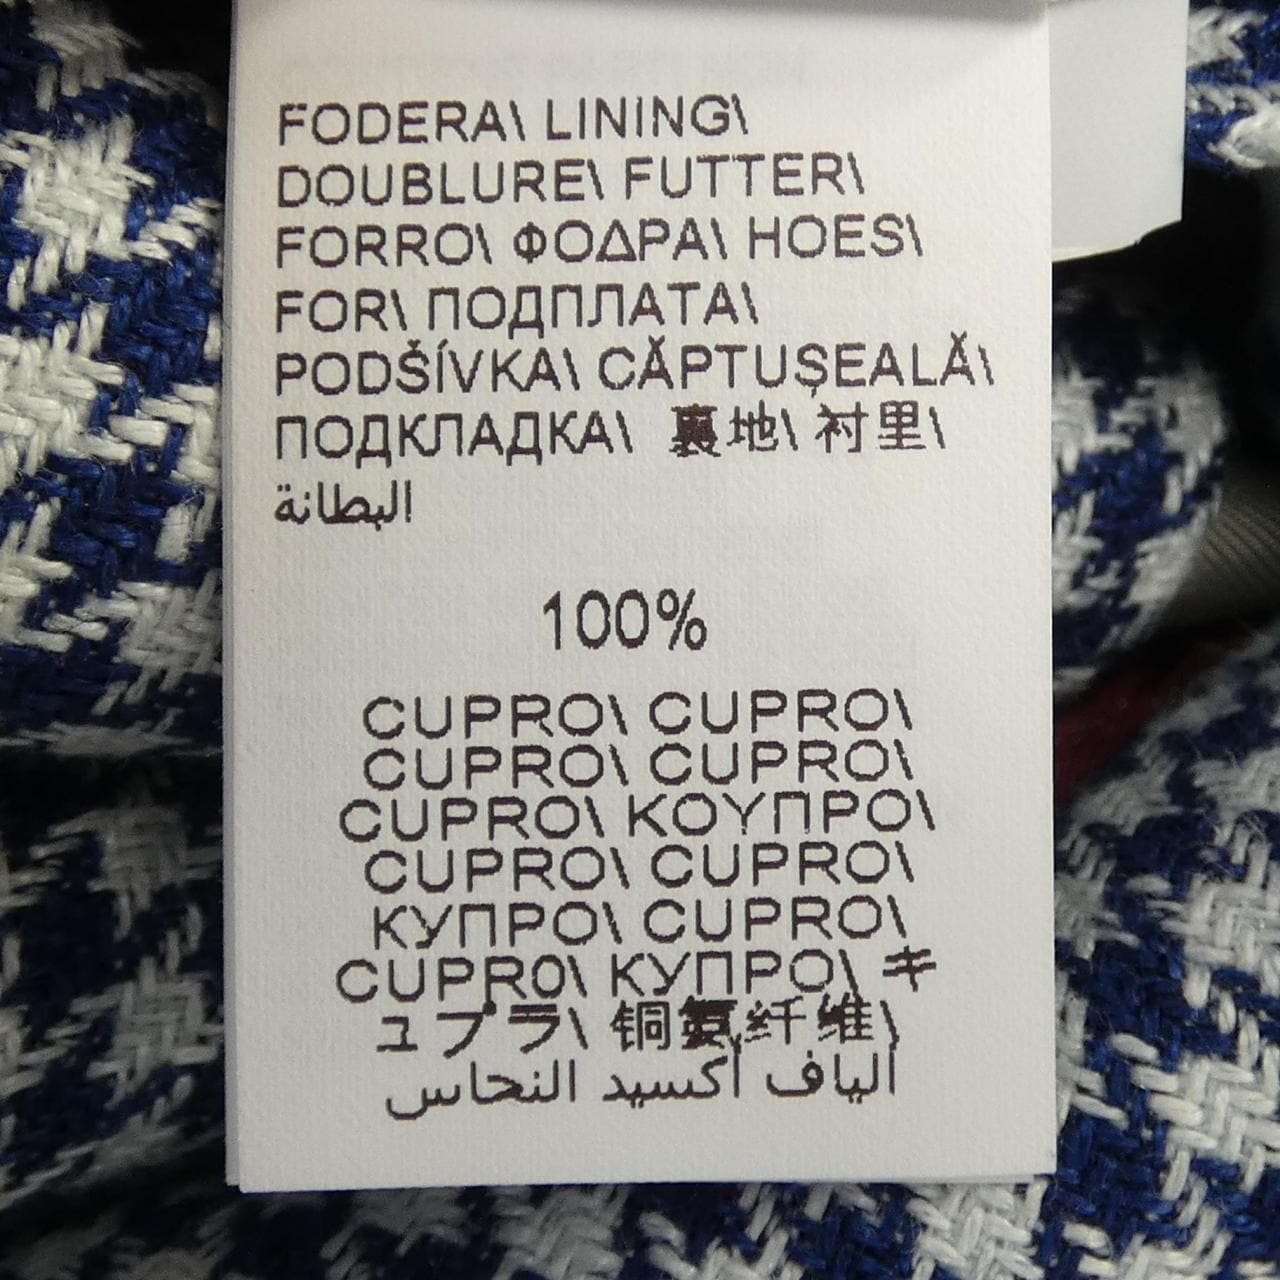 FODERA\ LINING\
DOUBLURE\ FUTTER\
FORRO\ ΦΟΔΡΑ\ HOES\
FOR\ ПОДПЛАТА\
PODŠÍVKA\ CĂPTUŞEALĂ\
ПОДКЛАДКА\ 裏地\ 衬里\
البطانة
100%
CUPRO\ CUPRO\
CUPRO\ CUPRO\
CUPRO\ ΚΟΥΠΡΟ\
CUPRO\ CUPRO\
КУПРО\ CUPRO\
CUPRO\ КУПРО\ キ
ュプラ\ 铜氨纤维\
ألياف أكسيد النحاس